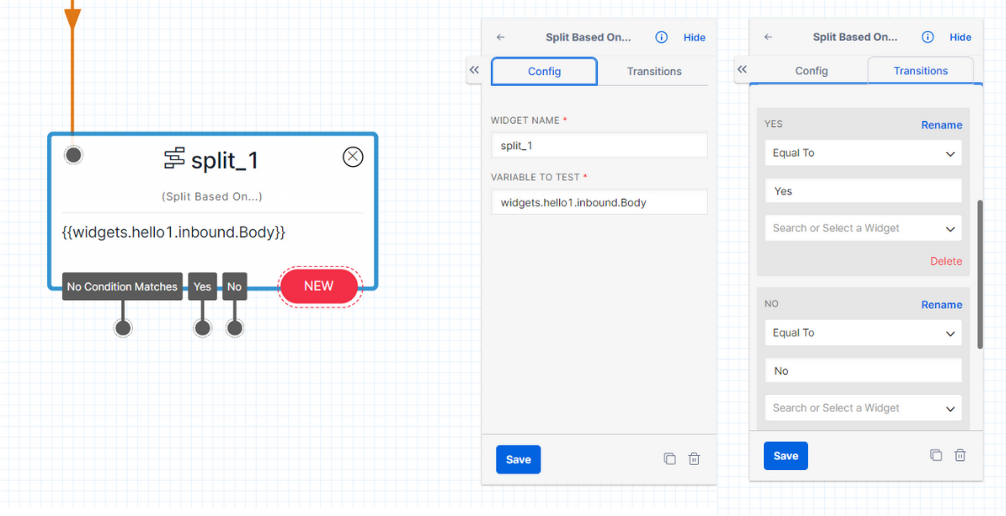 split_1
(Split Based On...)
{{widgets.hello1.inbound.Body}}
No Condition Matches
Yes
No
NEW
Split Based On...
Hide
Config
Transitions
WIDGET NAME *
split_1
VARIABLE TO TEST *
widgets.hello1.inbound.Body
Save
Split Based On...
Hide
Config
Transitions
YES
Rename
Equal To
Yes
Search or Select a Widget
Delete
NO
Rename
Equal To
No
Search or Select a Widget
Save